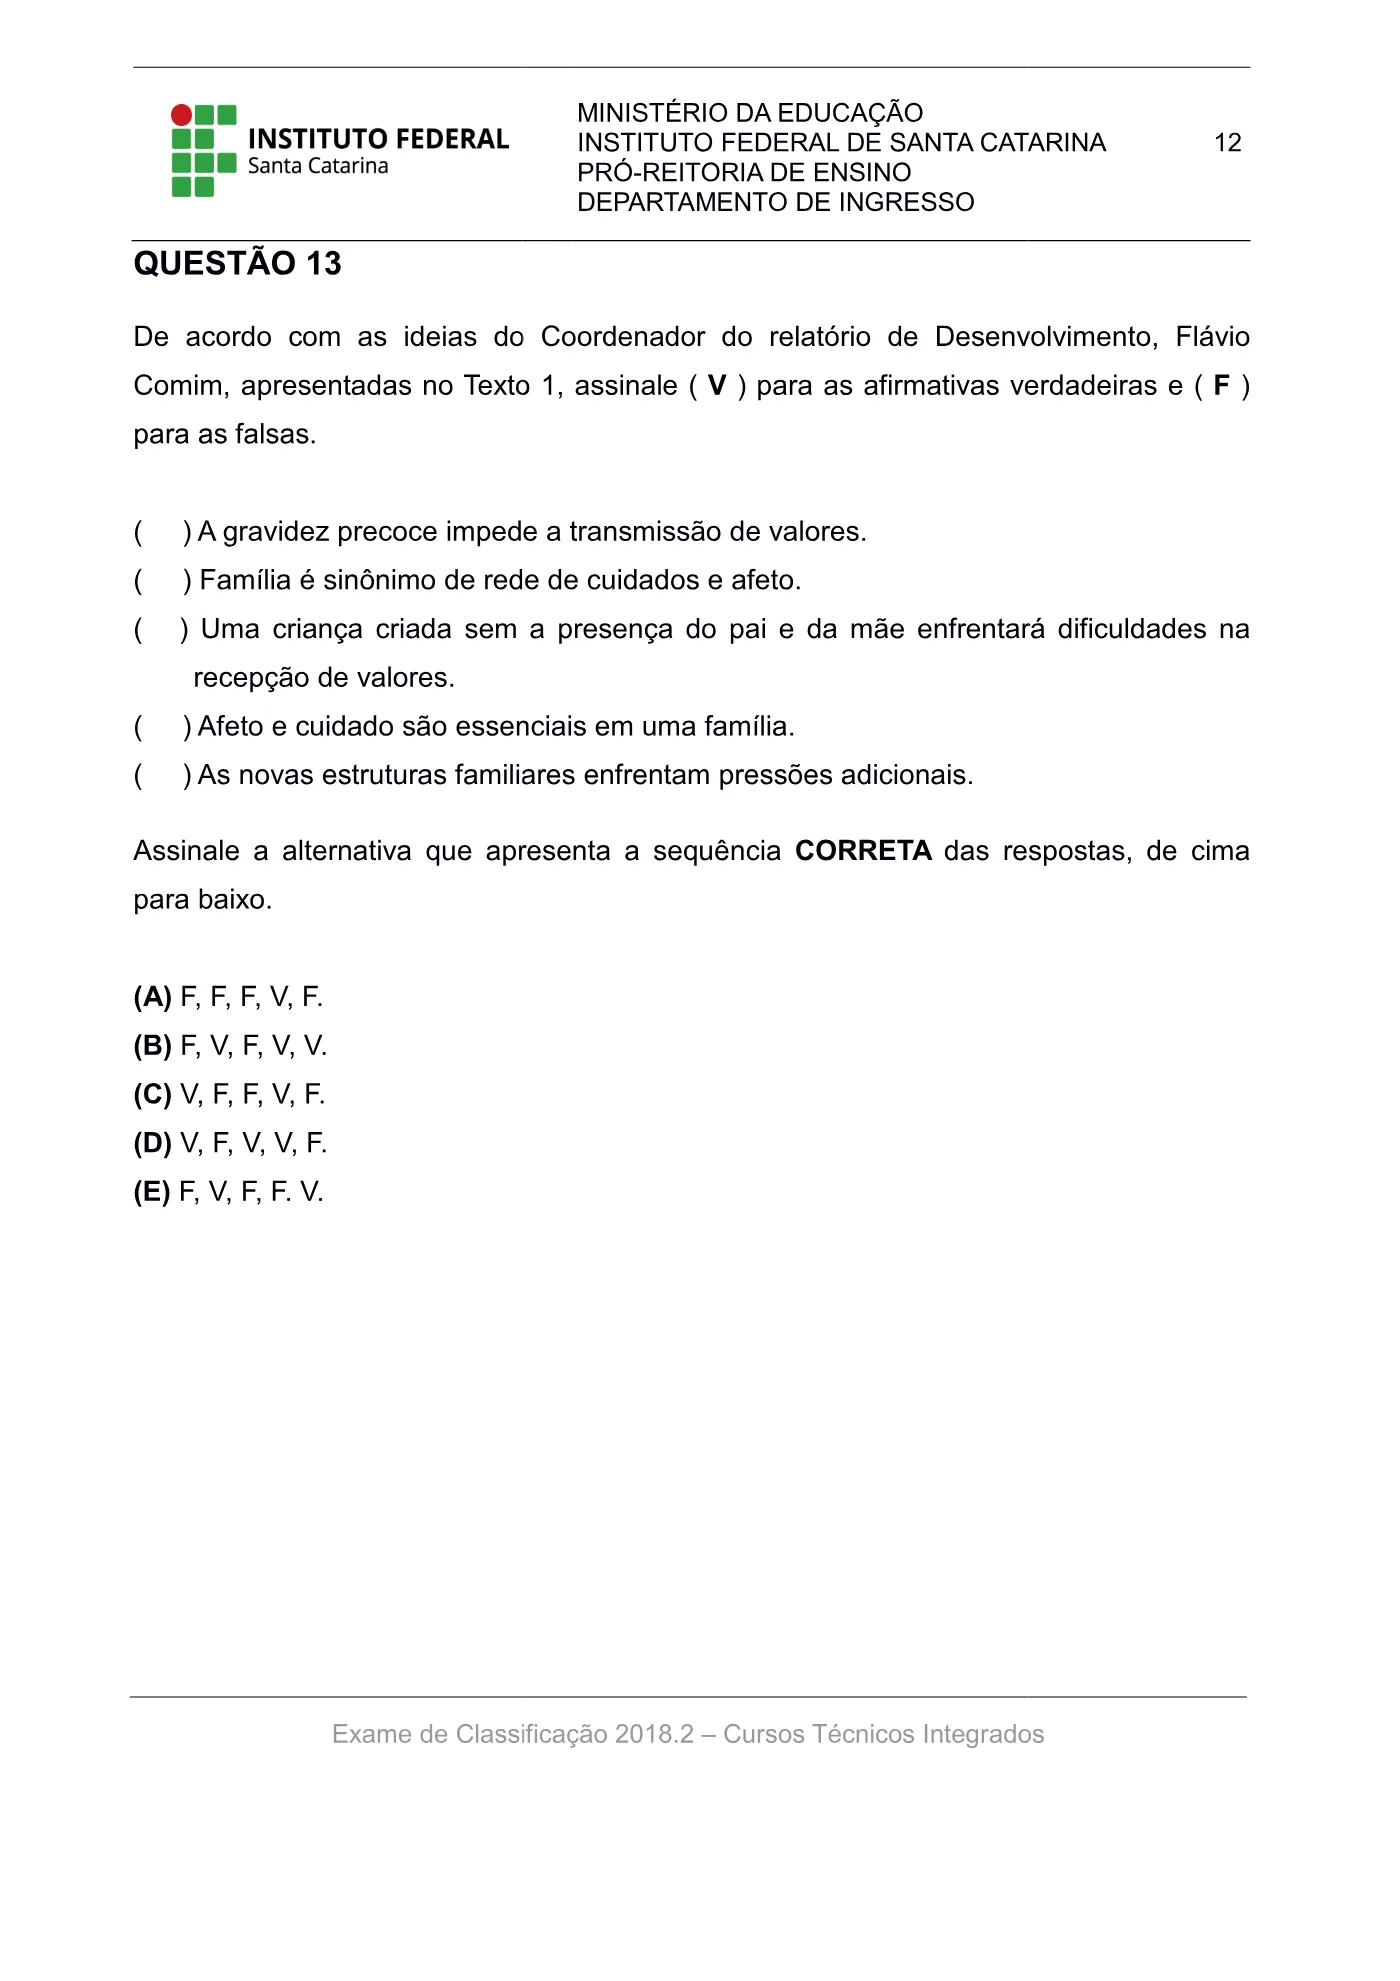 INSTITUTO FEDERAL
Santa Catarina
MINISTÉRIO DA EDUCAÇÃO
INSTITUTO FEDERAL DE SANTA CATARINA 12
PRÓ-REITORIA DE ENSINO
DEPARTAMENTO DE INGRESSO
QUESTÃO 13
De acordo com as ideias do Coordenador do relatório de Desenvolvimento, Flávio
Comim, apresentadas no Texto 1, assinale ( V ) para as afirmativas verdadeiras e ( F )
para as falsas.
( ) A gravidez precoce impede a transmissão de valores.
( ) Família é sinônimo de rede de cuidados e afeto.
( ) Uma criança criada sem a presença do pai e da mãe enfrentará dificuldades na
recepção de valores.
( ) Afeto e cuidado são essenciais em uma família.
( ) As novas estruturas familiares enfrentam pressões adicionais.
Assinale a alternativa que apresenta a sequência CORRETA das respostas, de cima
para baixo.
(A) F, F, F, V, F.
(B) F, V, F, V, V.
(C) V, F, F, V, F.
(D) V, F, V, V, F.
(E) F, V, F, F. V.
Exame de Classificação 2018.2 – Cursos Técnicos Integrados